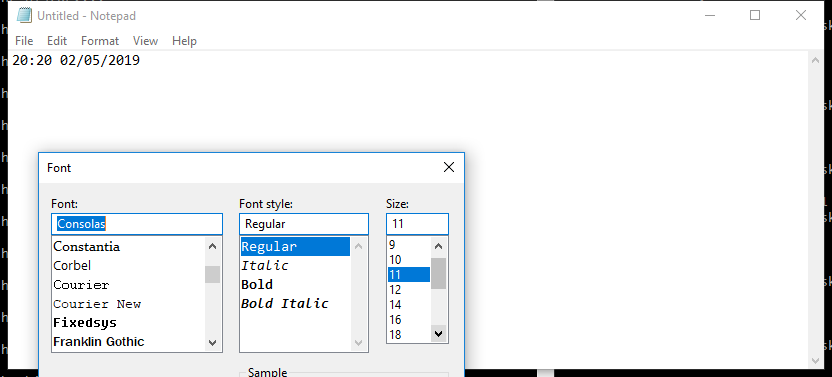 Untitled - Notepad
File Edit Format View Help
20:20 02/05/2019
Font
Font: Font style: Size:
Consolas Regular 11
Constantia Regular 9
Corbel Italic 10
Courier Bold 11
Courier New Bold Italic 12
Fixedsys 14
Franklin Gothic 16
18
Sample